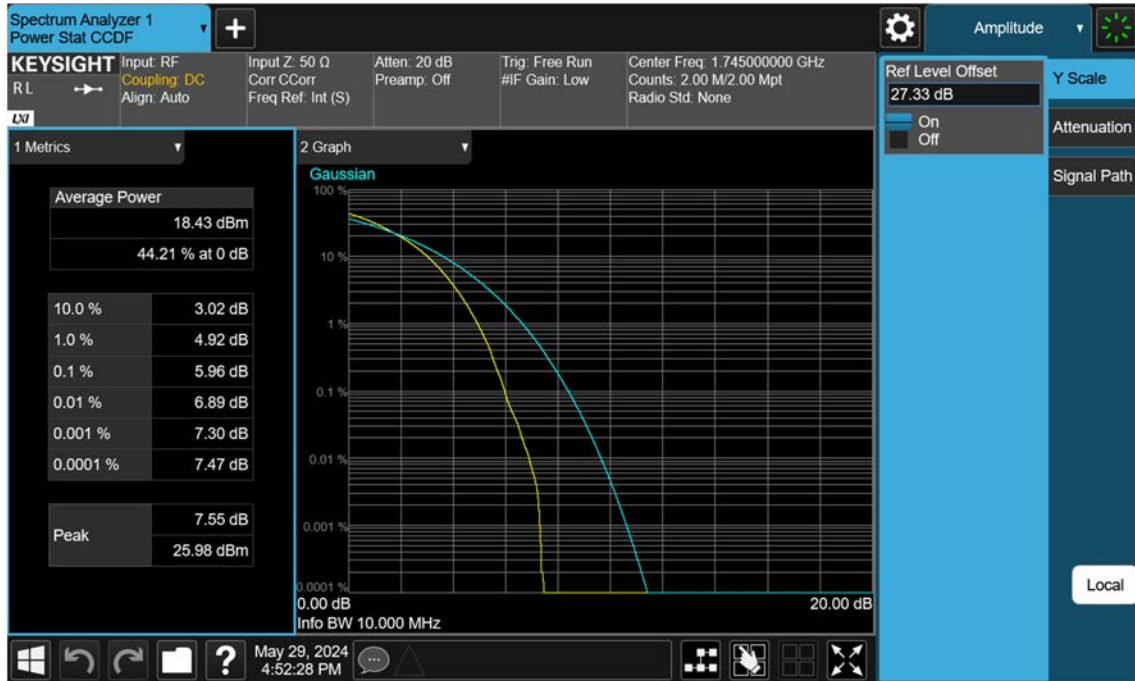 Spectrum Analyzer 1
Power Stat CCDF
+
Amplitude
KEYSIGHT
R L
LXI
Input: RF
Coupling: DC
Align: Auto
Input Z: 50 Ω
Corr CCorr
Freq Ref: Int (S)
Atten: 20 dB
Preamp: Off
Trig: Free Run
#IF Gain: Low
Center Freq: 1.745000000 GHz
Counts: 2.00 M/2.00 Mpt
Radio Std: None
Ref Level Offset
27.33 dB
On
Off
Y Scale
Attenuation
Signal Path
Local
1 Metrics
Average Power
18.43 dBm
44.21 % at 0 dB
10.0 % 3.02 dB
1.0 % 4.92 dB
0.1 % 5.96 dB
0.01 % 6.89 dB
0.001 % 7.30 dB
0.0001 % 7.47 dB
Peak 7.55 dB
25.98 dBm
2 Graph
Gaussian
100 %
10 %
1 %
0.1 %
0.01 %
0.001 %
0.0001 %
0.00 dB 20.00 dB
Info BW 10.000 MHz
?
May 29, 2024
4:52:28 PM